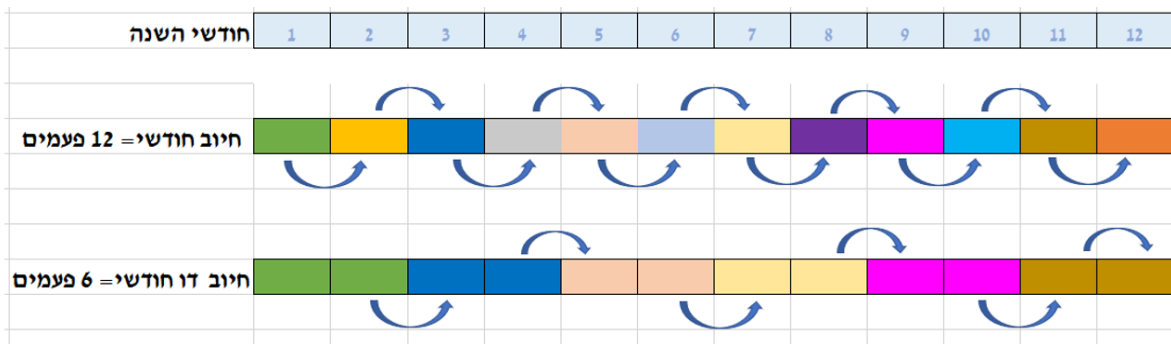 חודשי השנה 1 2 3 4 5 6 7 8 9 10 11 12
חיוב חודשי= 12 פעמים
חיוב דו חודשי= 6 פעמים